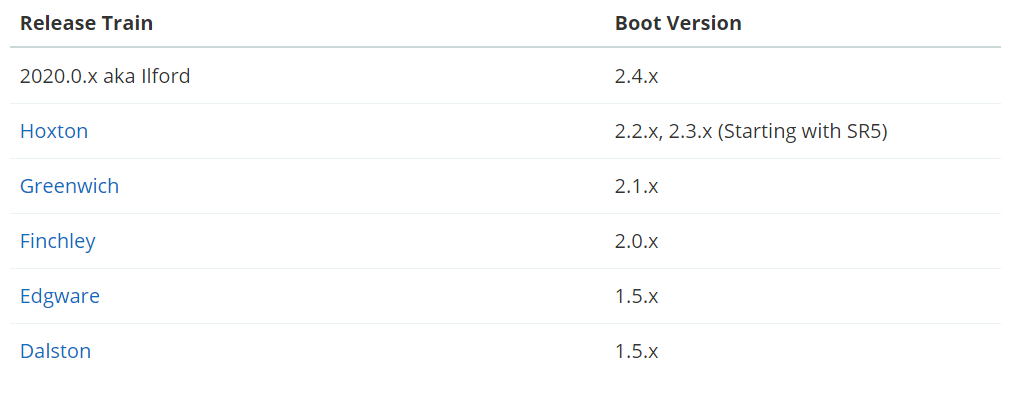 Release Train Boot Version
2020.0.x aka Ilford 2.4.x
Hoxton 2.2.x, 2.3.x (Starting with SR5)
Greenwich 2.1.x
Finchley 2.0.x
Edgware 1.5.x
Dalston 1.5.x